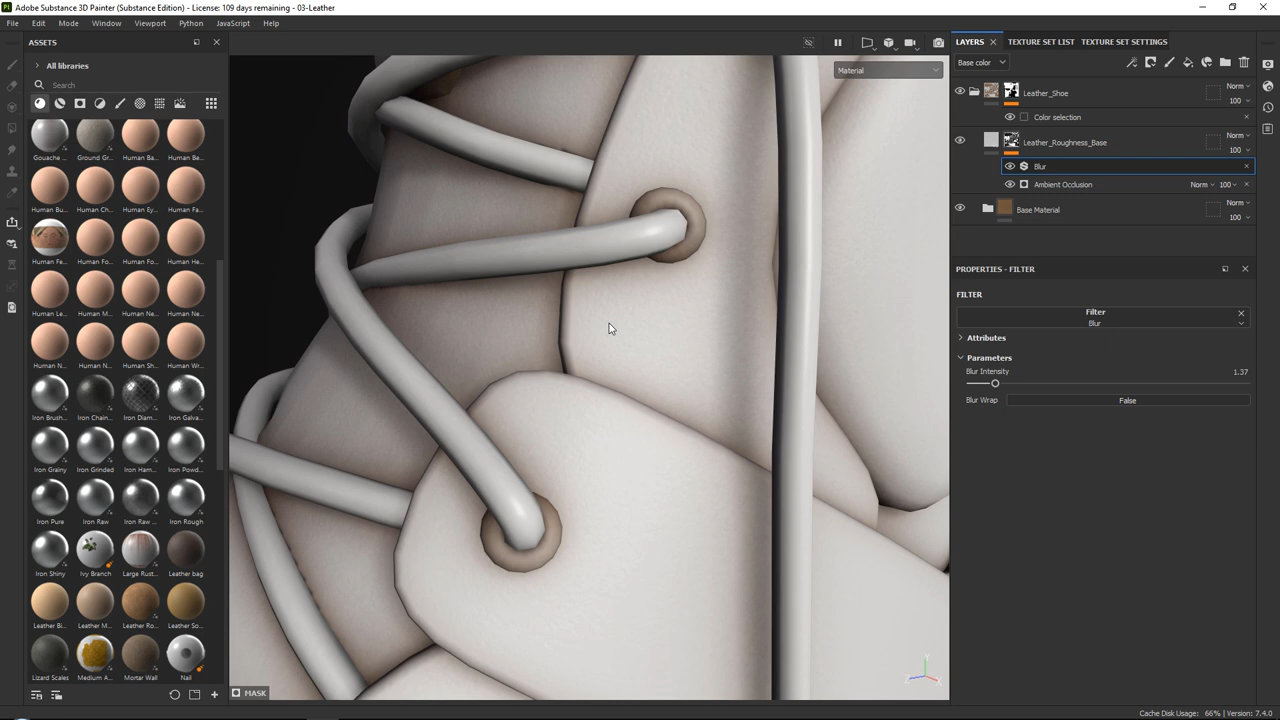 Adobe Substance 3D Painter (Substance Edition) - License: 109 days remaining - 03-Leather
File Edit Mode Window Viewport Python JavaScript Help
ASSETS
All libraries
Search
Gouache ... Ground Gr... Human Ba... Human Be...
Human Bu... Human Ch... Human Ey... Human Fa...
Human Fe... Human Fo... Human Fo... Human He...
Human Le... Human M... Human N... Human N...
Human N... Human N... Human Sh... Human Wr...
Iron Brush... Iron Chain... Iron Diam... Iron Galva...
Iron Grainy Iron Grinded Iron Ham... Iron Powd...
Iron Pure Iron Raw Iron Raw ... Iron Rough
Iron Shiny Ivy Branch Large Rust... Leather bag
Leather Bi... Leather M... Leather Ro... Leather So...
Lizard Scales Medium A... Mortar Wall Nail
Material
MASK
Y
Z X
LAYERS TEXTURE SET LIST TEXTURE SET SETTINGS
Base color
Leather_Shoe Norm
100
Color selection
Leather_Roughness_Base Norm
100
Blur
Ambient Occlusion Norm 100
Base Material Norm
100
PROPERTIES - FILTER
FILTER
Filter
Blur
Attributes
Parameters
Blur Intensity 1.37
Blur Wrap False
Cache Disk Usage: 66% | Version: 7.4.0